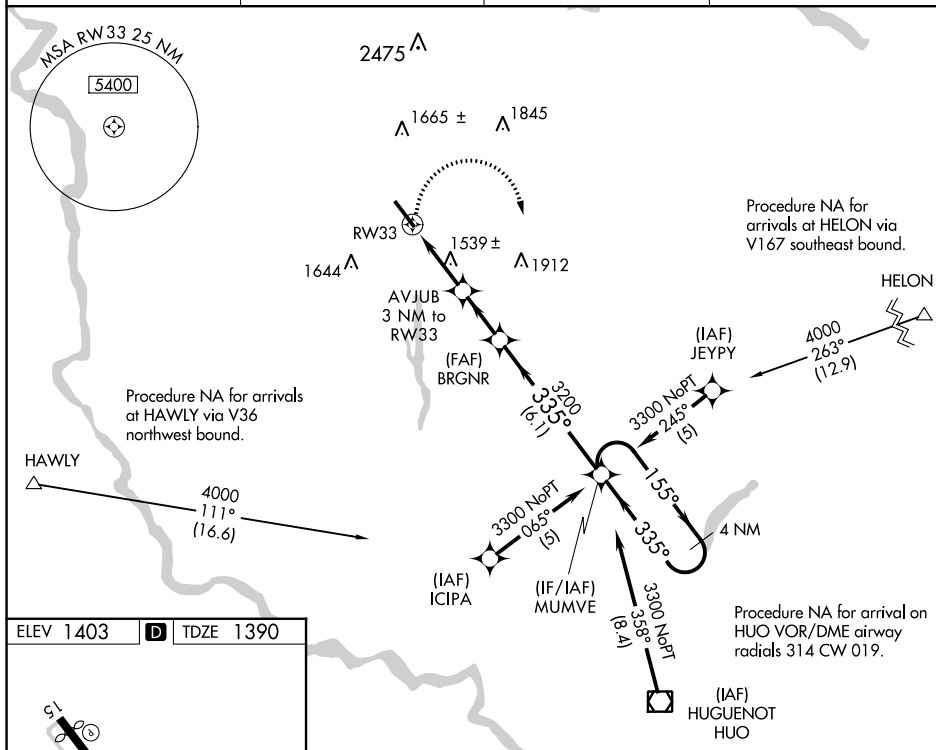 MSA RW33 25 NM
5400
2475
1665 ±
1845
RW33
1539 ±
1644
1912
AVJUB
3 NM to
RW33
(FAF)
BRGNR
Procedure NA for
arrivals at HELON via
V167 southeast bound.
HELON
4000
263°
(12.9)
(IAF)
JEYPY
3300 NoPT
245°
(5)
3200
335°
(6.1)
Procedure NA for arrivals
at HAWLY via V36
northwest bound.
HAWLY
4000
111°
(16.6)
155°
4 NM
335°
3300 NoPT
065°
(5)
(IAF)
ICIPA
(IF/IAF)
MUMVE
3300 NoPT
358°
(8.4)
Procedure NA for arrival on
HUO VOR/DME airway
radials 314 CW 019.
(IAF)
HUGUENOT
HUO
ELEV 1403 D TDZE 1390
15
P